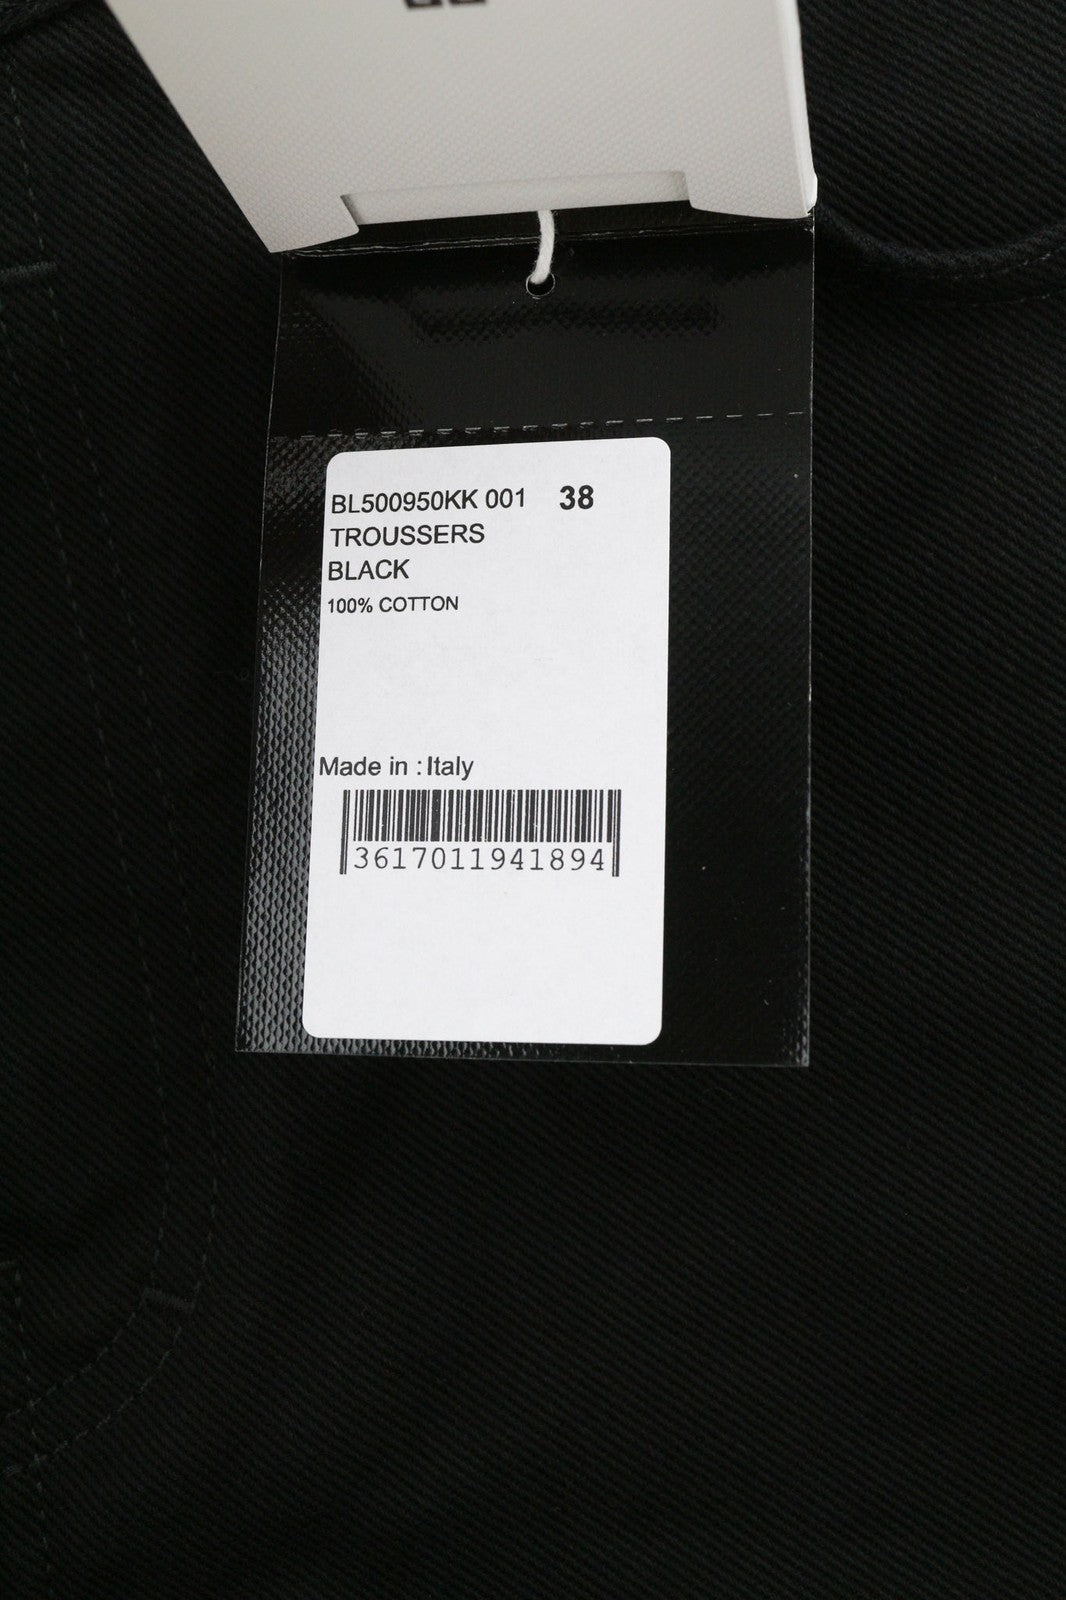 BL500950KK 001 38
TROUSSERS
BLACK
100% COTTON
Made in : Italy
3617011941894